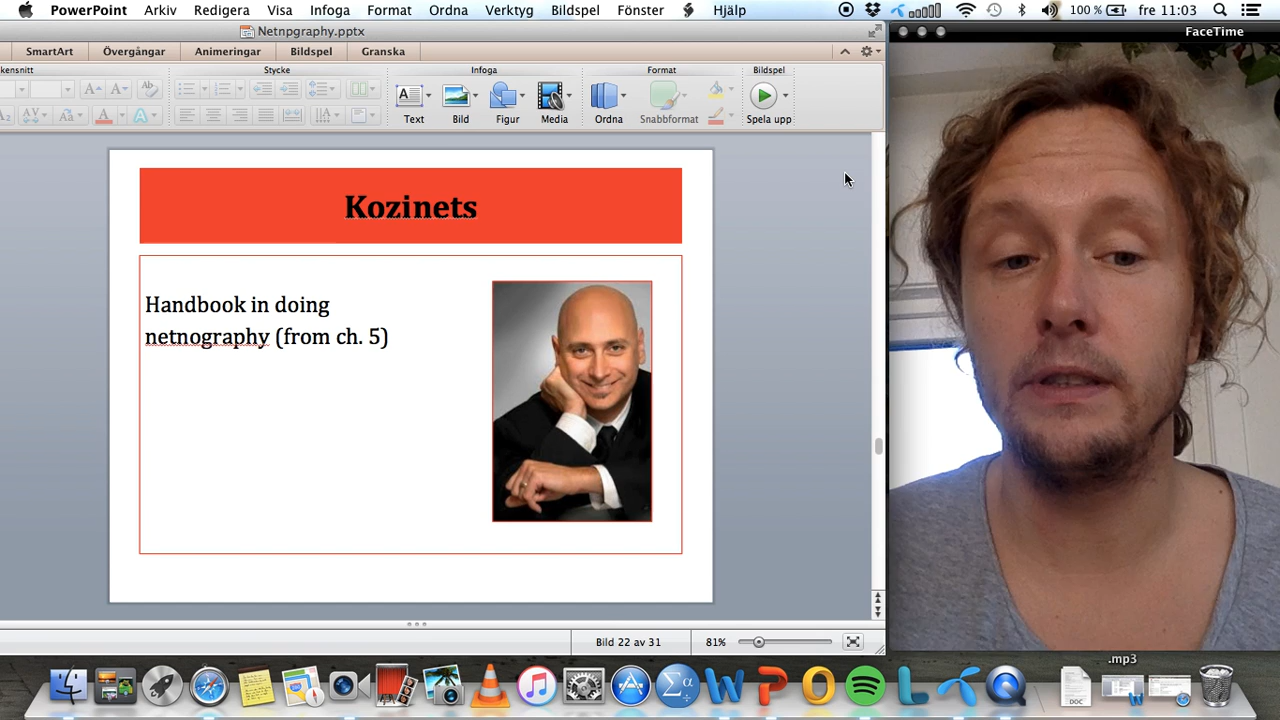 PowerPoint Arkiv Redigera Visa Infoga Format Ordna Verktyg Bildspel Fönster Hjälp 100 % fre 11:03
Netnpgraphy.pptx
FaceTime
SmartArt Övergångar Animeringar Bildspel Granska
kensnitt Stycke Infoga Format Bildspel
Text Bild Figur Media Ordna Snabbformat Spela upp
Kozinets
Handbook in doing
netnography (from ch. 5)
Bild 22 av 31 81%
.mp3
DOC